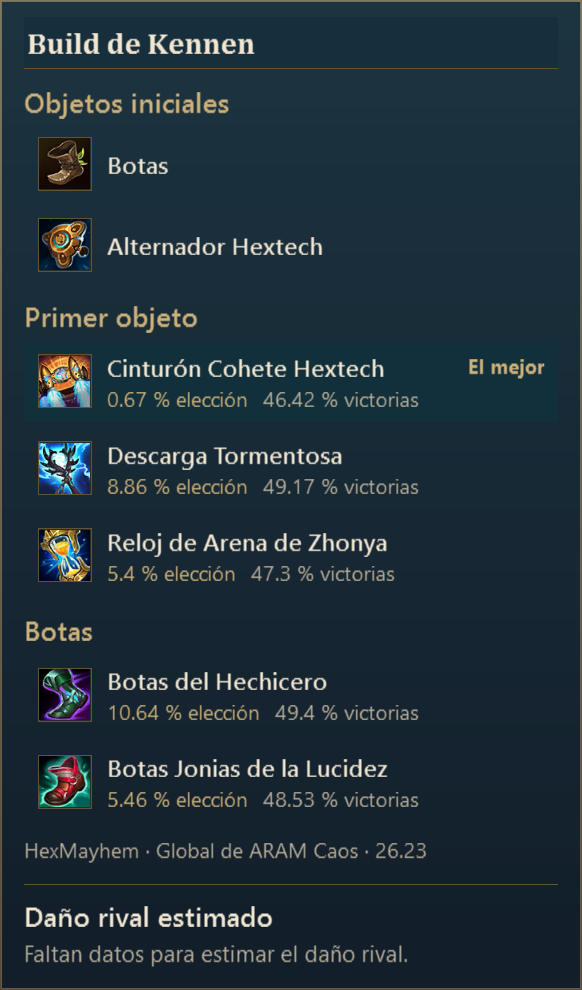 Build de Kennen
Objetos iniciales
Botas
Alternador Hextech
Primer objeto
Cinturón Cohete Hextech
El mejor
0.67 % elección 46.42 % victorias
Descarga Tormentosa
8.86 % elección 49.17 % victorias
Reloj de Arena de Zhonya
5.4 % elección 47.3 % victorias
Botas
Botas del Hechicero
10.64 % elección 49.4 % victorias
Botas Jonias de la Lucidez
5.46 % elección 48.53 % victorias
HexMayhem · Global de ARAM Caos · 26.23
Daño rival estimado
Faltan datos para estimar el daño rival.